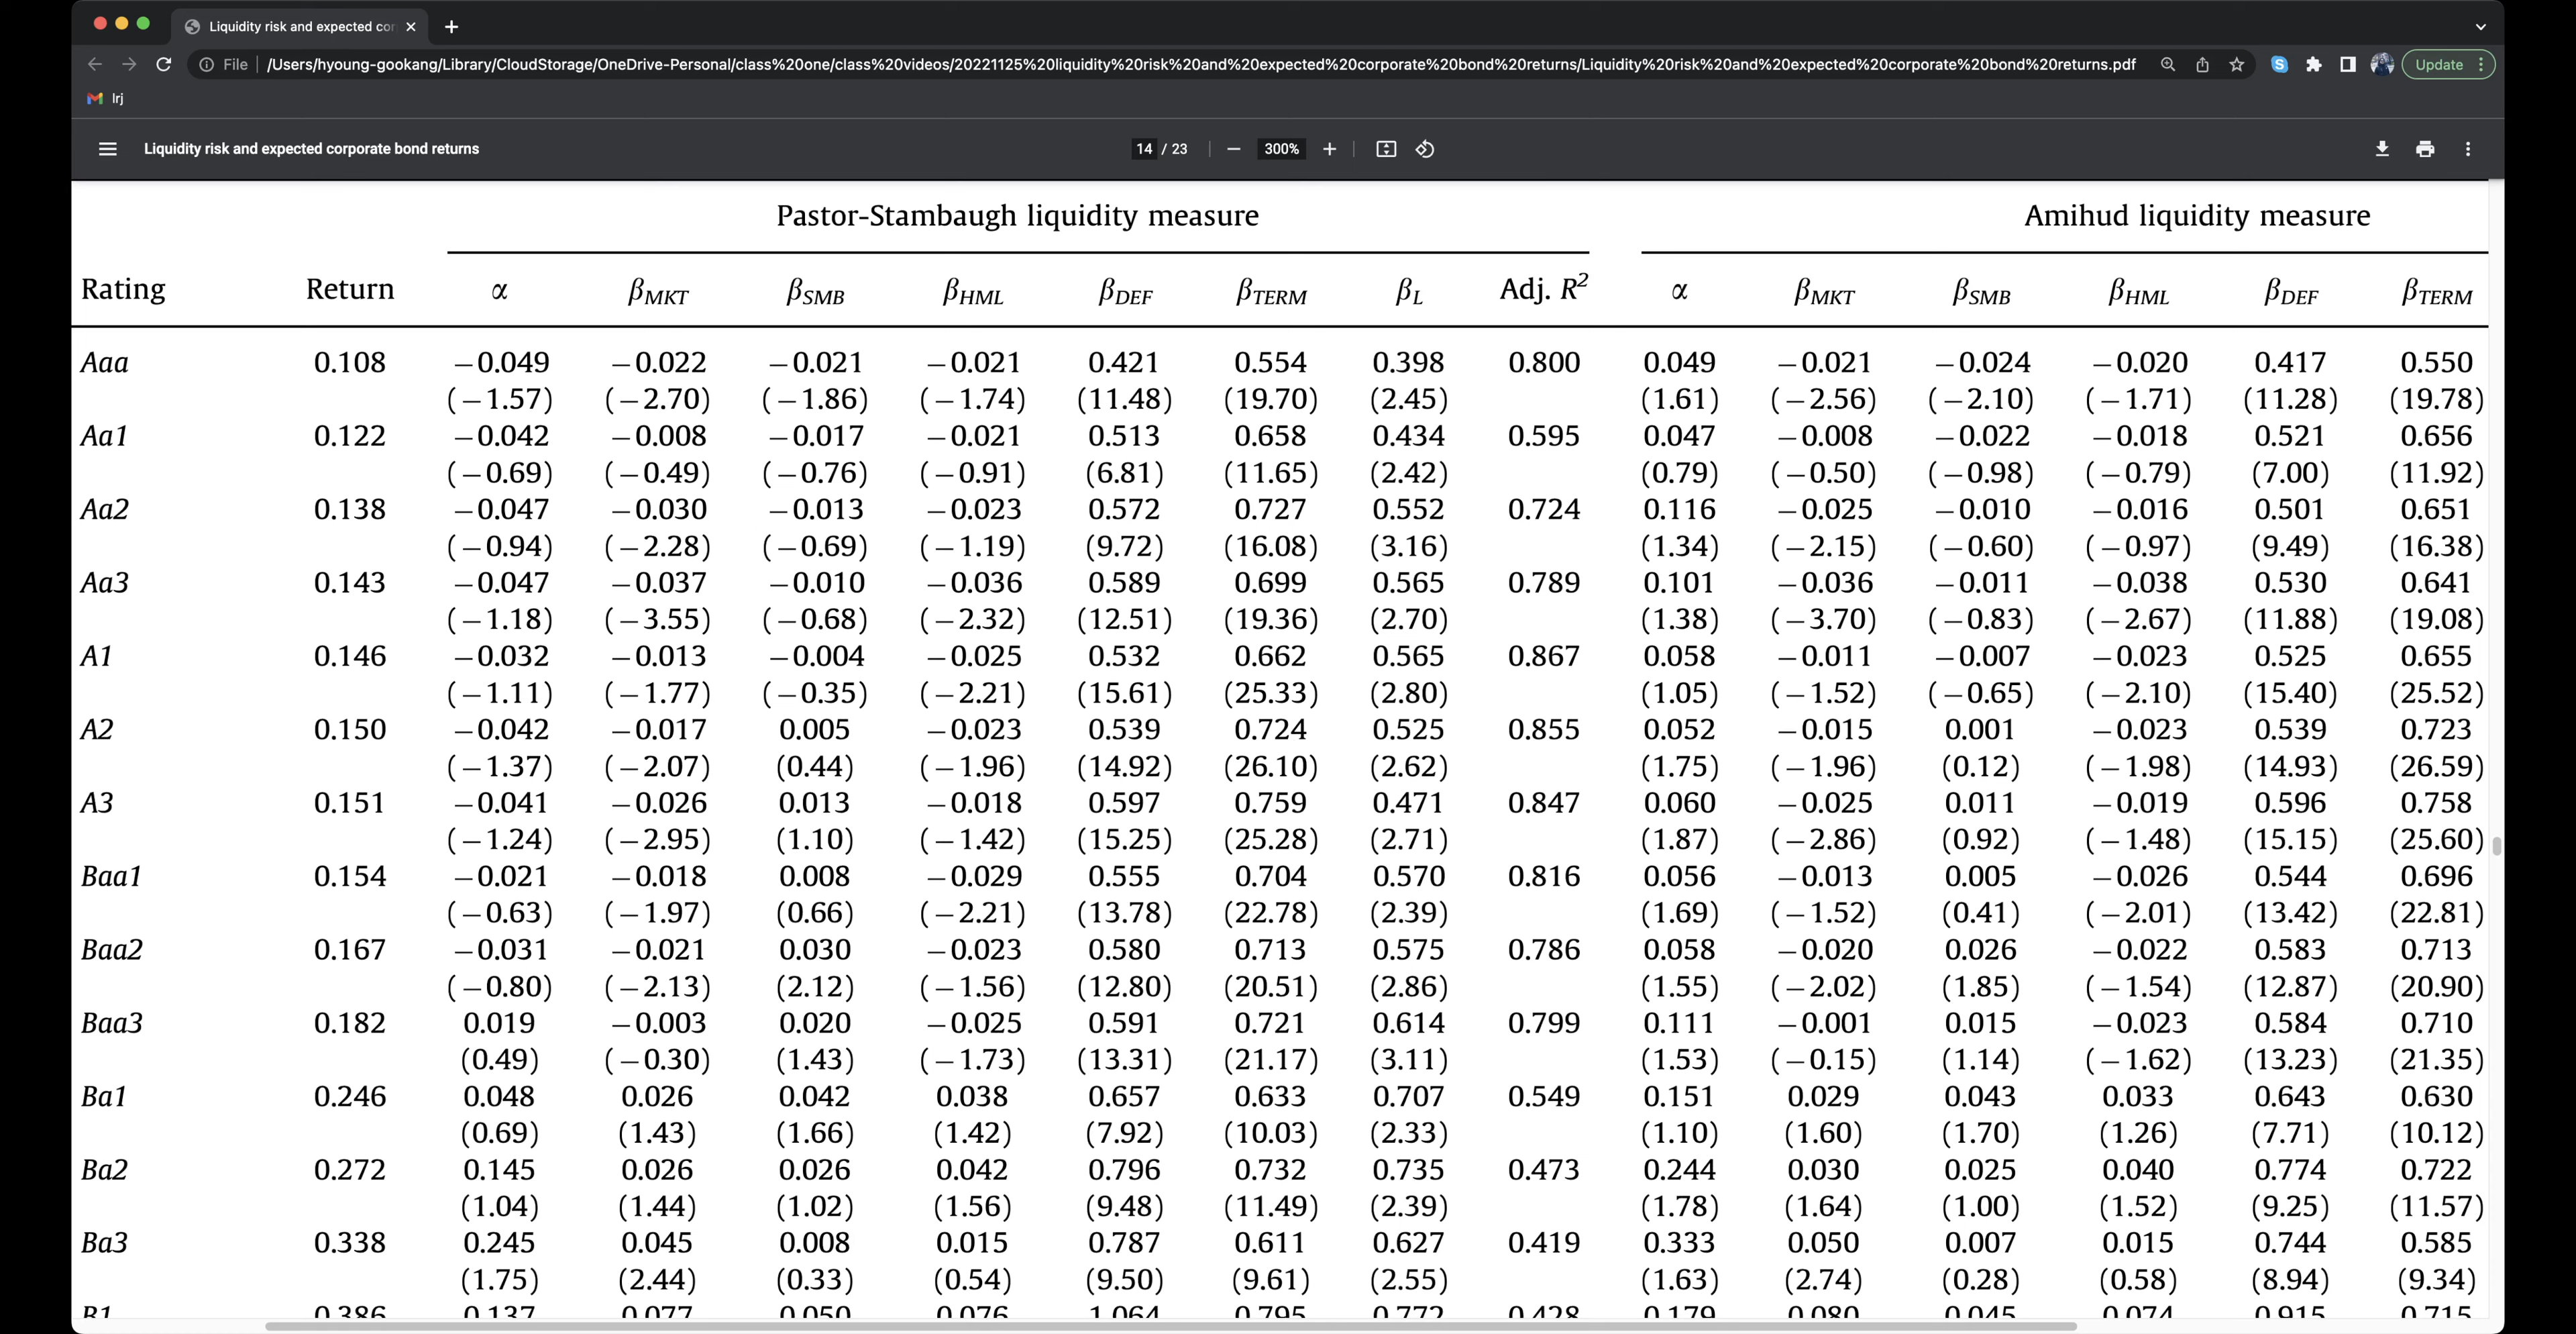 Liquidity risk and expected cor
File | /Users/hyoung-gookang/Library/CloudStorage/OneDrive-Personal/class%20one/class%20videos/20221125%20liquidity%20risk%20and%20expected%20corporate%20bond%20returns/Liquidity%20risk%20and%20expected%20corporate%20bond%20returns.pdf Update
lrj
Liquidity risk and expected corporate bond returns 14 / 23 300%
Pastor-Stambaugh liquidity measure Amihud liquidity measure
Rating Return α βMKT βSMB βHML βDEF βTERM βL Adj. R² α βMKT βSMB βHML βDEF βTERM
Aaa 0.108 −0.049 −0.022 −0.021 −0.021 0.421 0.554 0.398 0.800 0.049 −0.021 −0.024 −0.020 0.417 0.550
(−1.57) (−2.70) (−1.86) (−1.74) (11.48) (19.70) (2.45) (1.61) (−2.56) (−2.10) (−1.71) (11.28) (19.78)
Aa1 0.122 −0.042 −0.008 −0.017 −0.021 0.513 0.658 0.434 0.595 0.047 −0.008 −0.022 −0.018 0.521 0.656
(−0.69) (−0.49) (−0.76) (−0.91) (6.81) (11.65) (2.42) (0.79) (−0.50) (−0.98) (−0.79) (7.00) (11.92)
Aa2 0.138 −0.047 −0.030 −0.013 −0.023 0.572 0.727 0.552 0.724 0.116 −0.025 −0.010 −0.016 0.501 0.651
(−0.94) (−2.28) (−0.69) (−1.19) (9.72) (16.08) (3.16) (1.34) (−2.15) (−0.60) (−0.97) (9.49) (16.38)
Aa3 0.143 −0.047 −0.037 −0.010 −0.036 0.589 0.699 0.565 0.789 0.101 −0.036 −0.011 −0.038 0.530 0.641
(−1.18) (−3.55) (−0.68) (−2.32) (12.51) (19.36) (2.70) (1.38) (−3.70) (−0.83) (−2.67) (11.88) (19.08)
A1 0.146 −0.032 −0.013 −0.004 −0.025 0.532 0.662 0.565 0.867 0.058 −0.011 −0.007 −0.023 0.525 0.655
(−1.11) (−1.77) (−0.35) (−2.21) (15.61) (25.33) (2.80) (1.05) (−1.52) (−0.65) (−2.10) (15.40) (25.52)
A2 0.150 −0.042 −0.017 0.005 −0.023 0.539 0.724 0.525 0.855 0.052 −0.015 0.001 −0.023 0.539 0.723
(−1.37) (−2.07) (0.44) (−1.96) (14.92) (26.10) (2.62) (1.75) (−1.96) (0.12) (−1.98) (14.93) (26.59)
A3 0.151 −0.041 −0.026 0.013 −0.018 0.597 0.759 0.471 0.847 0.060 −0.025 0.011 −0.019 0.596 0.758
(−1.24) (−2.95) (1.10) (−1.42) (15.25) (25.28) (2.71) (1.87) (−2.86) (0.92) (−1.48) (15.15) (25.60)
Baa1 0.154 −0.021 −0.018 0.008 −0.029 0.555 0.704 0.570 0.816 0.056 −0.013 0.005 −0.026 0.544 0.696
(−0.63) (−1.97) (0.66) (−2.21) (13.78) (22.78) (2.39) (1.69) (−1.52) (0.41) (−2.01) (13.42) (22.81)
Baa2 0.167 −0.031 −0.021 0.030 −0.023 0.580 0.713 0.575 0.786 0.058 −0.020 0.026 −0.022 0.583 0.713
(−0.80) (−2.13) (2.12) (−1.56) (12.80) (20.51) (2.86) (1.55) (−2.02) (1.85) (−1.54) (12.87) (20.90)
Baa3 0.182 0.019 −0.003 0.020 −0.025 0.591 0.721 0.614 0.799 0.111 −0.001 0.015 −0.023 0.584 0.710
(0.49) (−0.30) (1.43) (−1.73) (13.31) (21.17) (3.11) (1.53) (−0.15) (1.14) (−1.62) (13.23) (21.35)
Ba1 0.246 0.048 0.026 0.042 0.038 0.657 0.633 0.707 0.549 0.151 0.029 0.043 0.033 0.643 0.630
(0.69) (1.43) (1.66) (1.42) (7.92) (10.03) (2.33) (1.10) (1.60) (1.70) (1.26) (7.71) (10.12)
Ba2 0.272 0.145 0.026 0.026 0.042 0.796 0.732 0.735 0.473 0.244 0.030 0.025 0.040 0.774 0.722
(1.04) (1.44) (1.02) (1.56) (9.48) (11.49) (2.39) (1.78) (1.64) (1.00) (1.52) (9.25) (11.57)
Ba3 0.338 0.245 0.045 0.008 0.015 0.787 0.611 0.627 0.419 0.333 0.050 0.007 0.015 0.744 0.585
(1.75) (2.44) (0.33) (0.54) (9.50) (9.61) (2.55) (1.63) (2.74) (0.28) (0.58) (8.94) (9.34)
B1 0.386 0.137 0.077 0.050 0.076 1.064 0.795 0.772 0.428 0.179 0.080 0.045 0.074 0.915 0.715